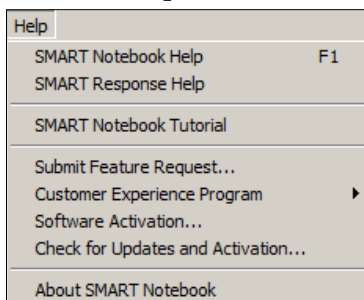 Help
SMART Notebook Help F1
SMART Response Help
SMART Notebook Tutorial
Submit Feature Request...
Customer Experience Program
Software Activation...
Check for Updates and Activation...
About SMART Notebook